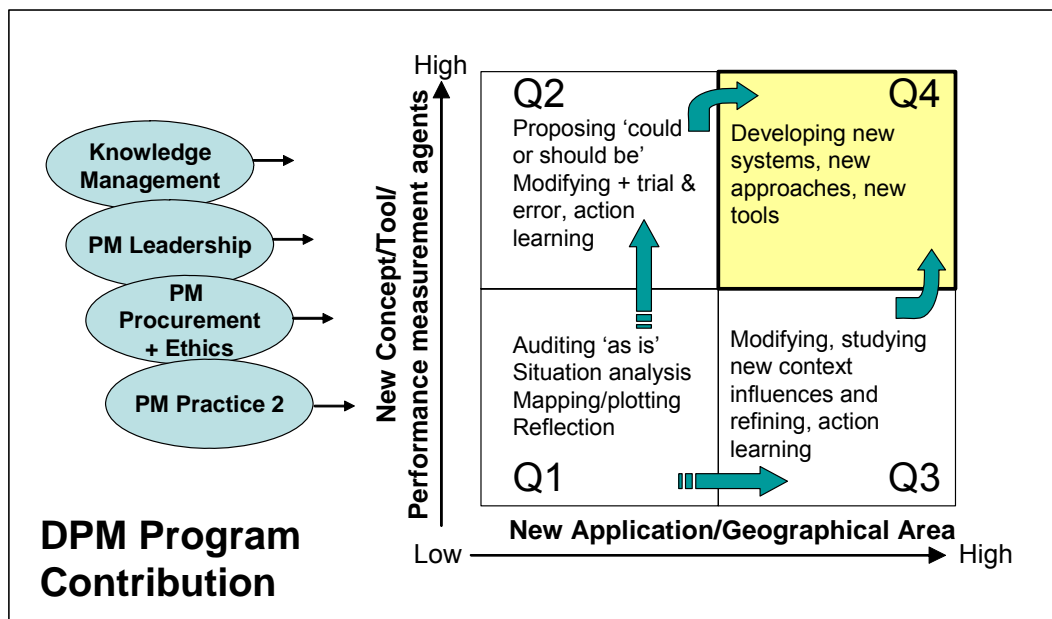 High
New Concept/Tool/
Performance measurement agents
Knowledge
Management
PM Leadership
PM
Procurement
+ Ethics
PM Practice 2
Q2
Proposing ‘could
or should be’
Modifying + trial &
error, action
learning
Q4
Developing new
systems, new
approaches, new
tools
Auditing ‘as is’
Situation analysis
Mapping/plotting
Reflection
Q1
Modifying, studying
new context
influences and
refining, action
learning
Q3
New Application/Geographical Area
Low
High
DPM Program
Contribution